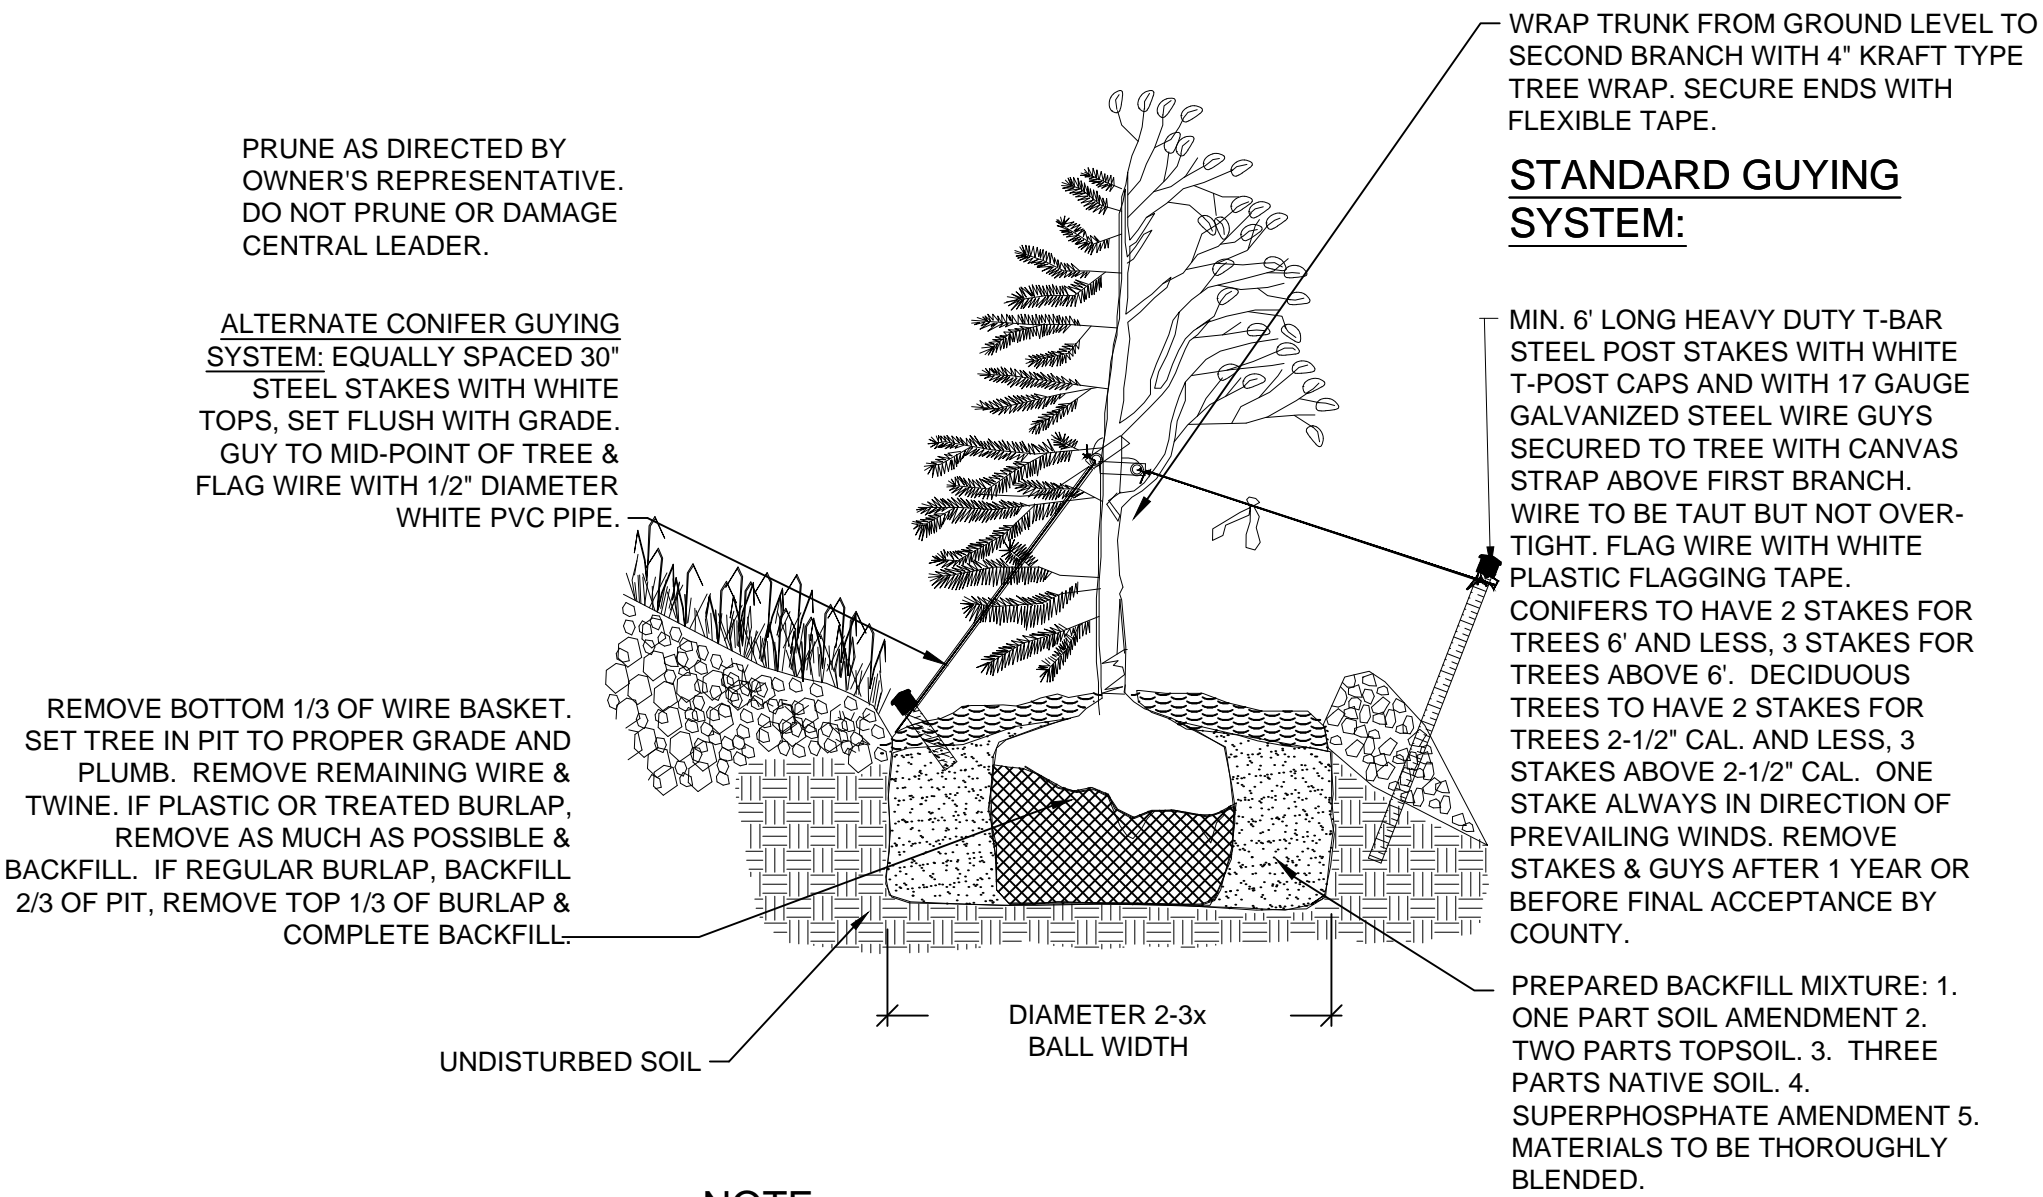 WRAP TRUNK FROM GROUND LEVEL TO
SECOND BRANCH WITH 4" KRAFT TYPE
TREE WRAP. SECURE ENDS WITH
FLEXIBLE TAPE.
PRUNE AS DIRECTED BY
OWNER'S REPRESENTATIVE.
DO NOT PRUNE OR DAMAGE
CENTRAL LEADER.
STANDARD GUYING
SYSTEM:
ALTERNATE CONIFER GUYING
SYSTEM: EQUALLY SPACED 30"
STEEL STAKES WITH WHITE
TOPS, SET FLUSH WITH GRADE.
GUY TO MID-POINT OF TREE &
FLAG WIRE WITH 1/2" DIAMETER
WHITE PVC PIPE.
MIN. 6' LONG HEAVY DUTY T-BAR
STEEL POST STAKES WITH WHITE
T-POST CAPS AND WITH 17 GAUGE
GALVANIZED STEEL WIRE GUYS
SECURED TO TREE WITH CANVAS
STRAP ABOVE FIRST BRANCH.
WIRE TO BE TAUT BUT NOT OVER-
TIGHT. FLAG WIRE WITH WHITE
PLASTIC FLAGGING TAPE.
CONIFERS TO HAVE 2 STAKES FOR
TREES 6' AND LESS, 3 STAKES FOR
TREES ABOVE 6'. DECIDUOUS
TREES TO HAVE 2 STAKES FOR
TREES 2-1/2" CAL. AND LESS, 3
STAKES ABOVE 2-1/2" CAL. ONE
STAKE ALWAYS IN DIRECTION OF
PREVAILING WINDS. REMOVE
STAKES & GUYS AFTER 1 YEAR OR
BEFORE FINAL ACCEPTANCE BY
COUNTY.
REMOVE BOTTOM 1/3 OF WIRE BASKET.
SET TREE IN PIT TO PROPER GRADE AND
PLUMB. REMOVE REMAINING WIRE &
TWINE. IF PLASTIC OR TREATED BURLAP,
REMOVE AS MUCH AS POSSIBLE &
BACKFILL. IF REGULAR BURLAP, BACKFILL
2/3 OF PIT, REMOVE TOP 1/3 OF BURLAP &
COMPLETE BACKFILL.
PREPARED BACKFILL MIXTURE: 1.
ONE PART SOIL AMENDMENT 2.
TWO PARTS TOPSOIL. 3. THREE
PARTS NATIVE SOIL. 4.
SUPERPHOSPHATE AMENDMENT 5.
MATERIALS TO BE THOROUGHLY
BLENDED.
DIAMETER 2-3x
BALL WIDTH
UNDISTURBED SOIL
NOTE